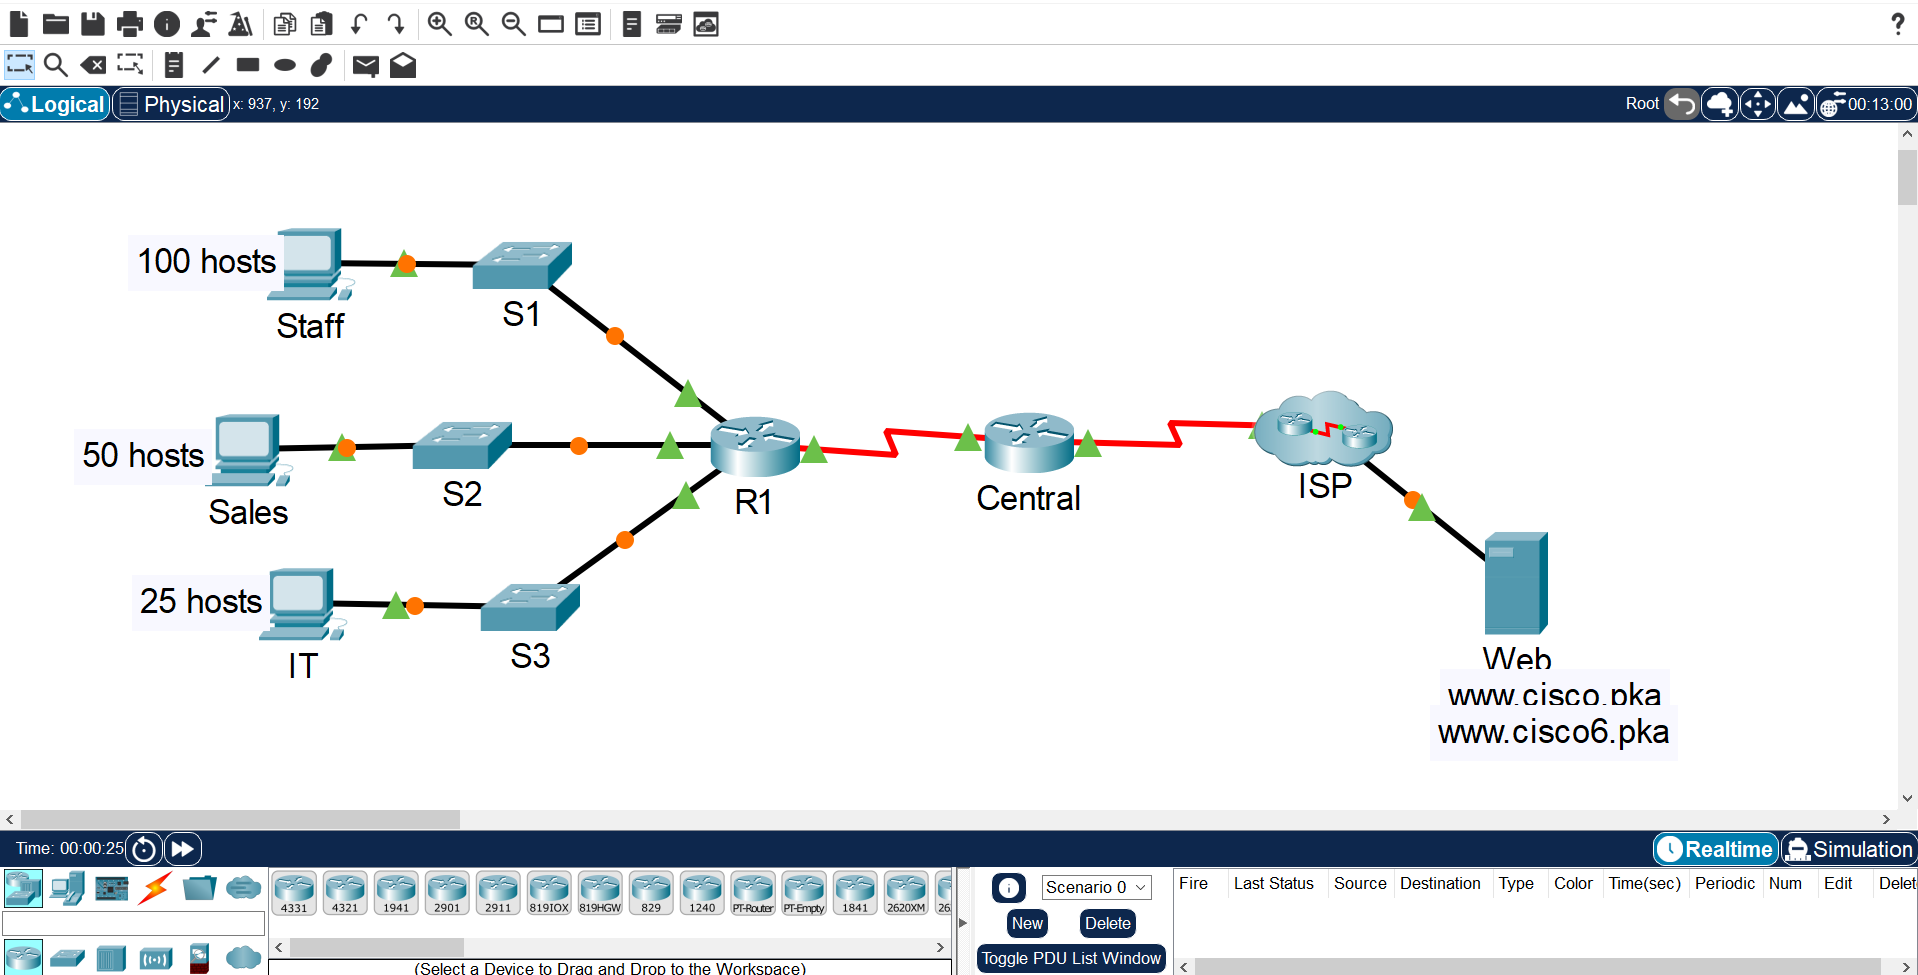 ?
Logical
Physical
x: 937, y: 192
Root
00:13:00
100 hosts
Staff
S1
50 hosts
Sales
S2
R1
Central
ISP
25 hosts
IT
S3
Web
www.cisco.pka
www.cisco6.pka
Time: 00:00:25
Realtime
Simulation
4331
4321
1941
2901
2911
819IOX
819HGW
829
1240
PT-Router
PT-Empty
1841
2620XM
26
(Select a Device to Drag and Drop to the Workspace)
Scenario 0
New
Delete
Toggle PDU List Window
Fire Last Status Source Destination Type Color Time(sec) Periodic Num Edit Delet